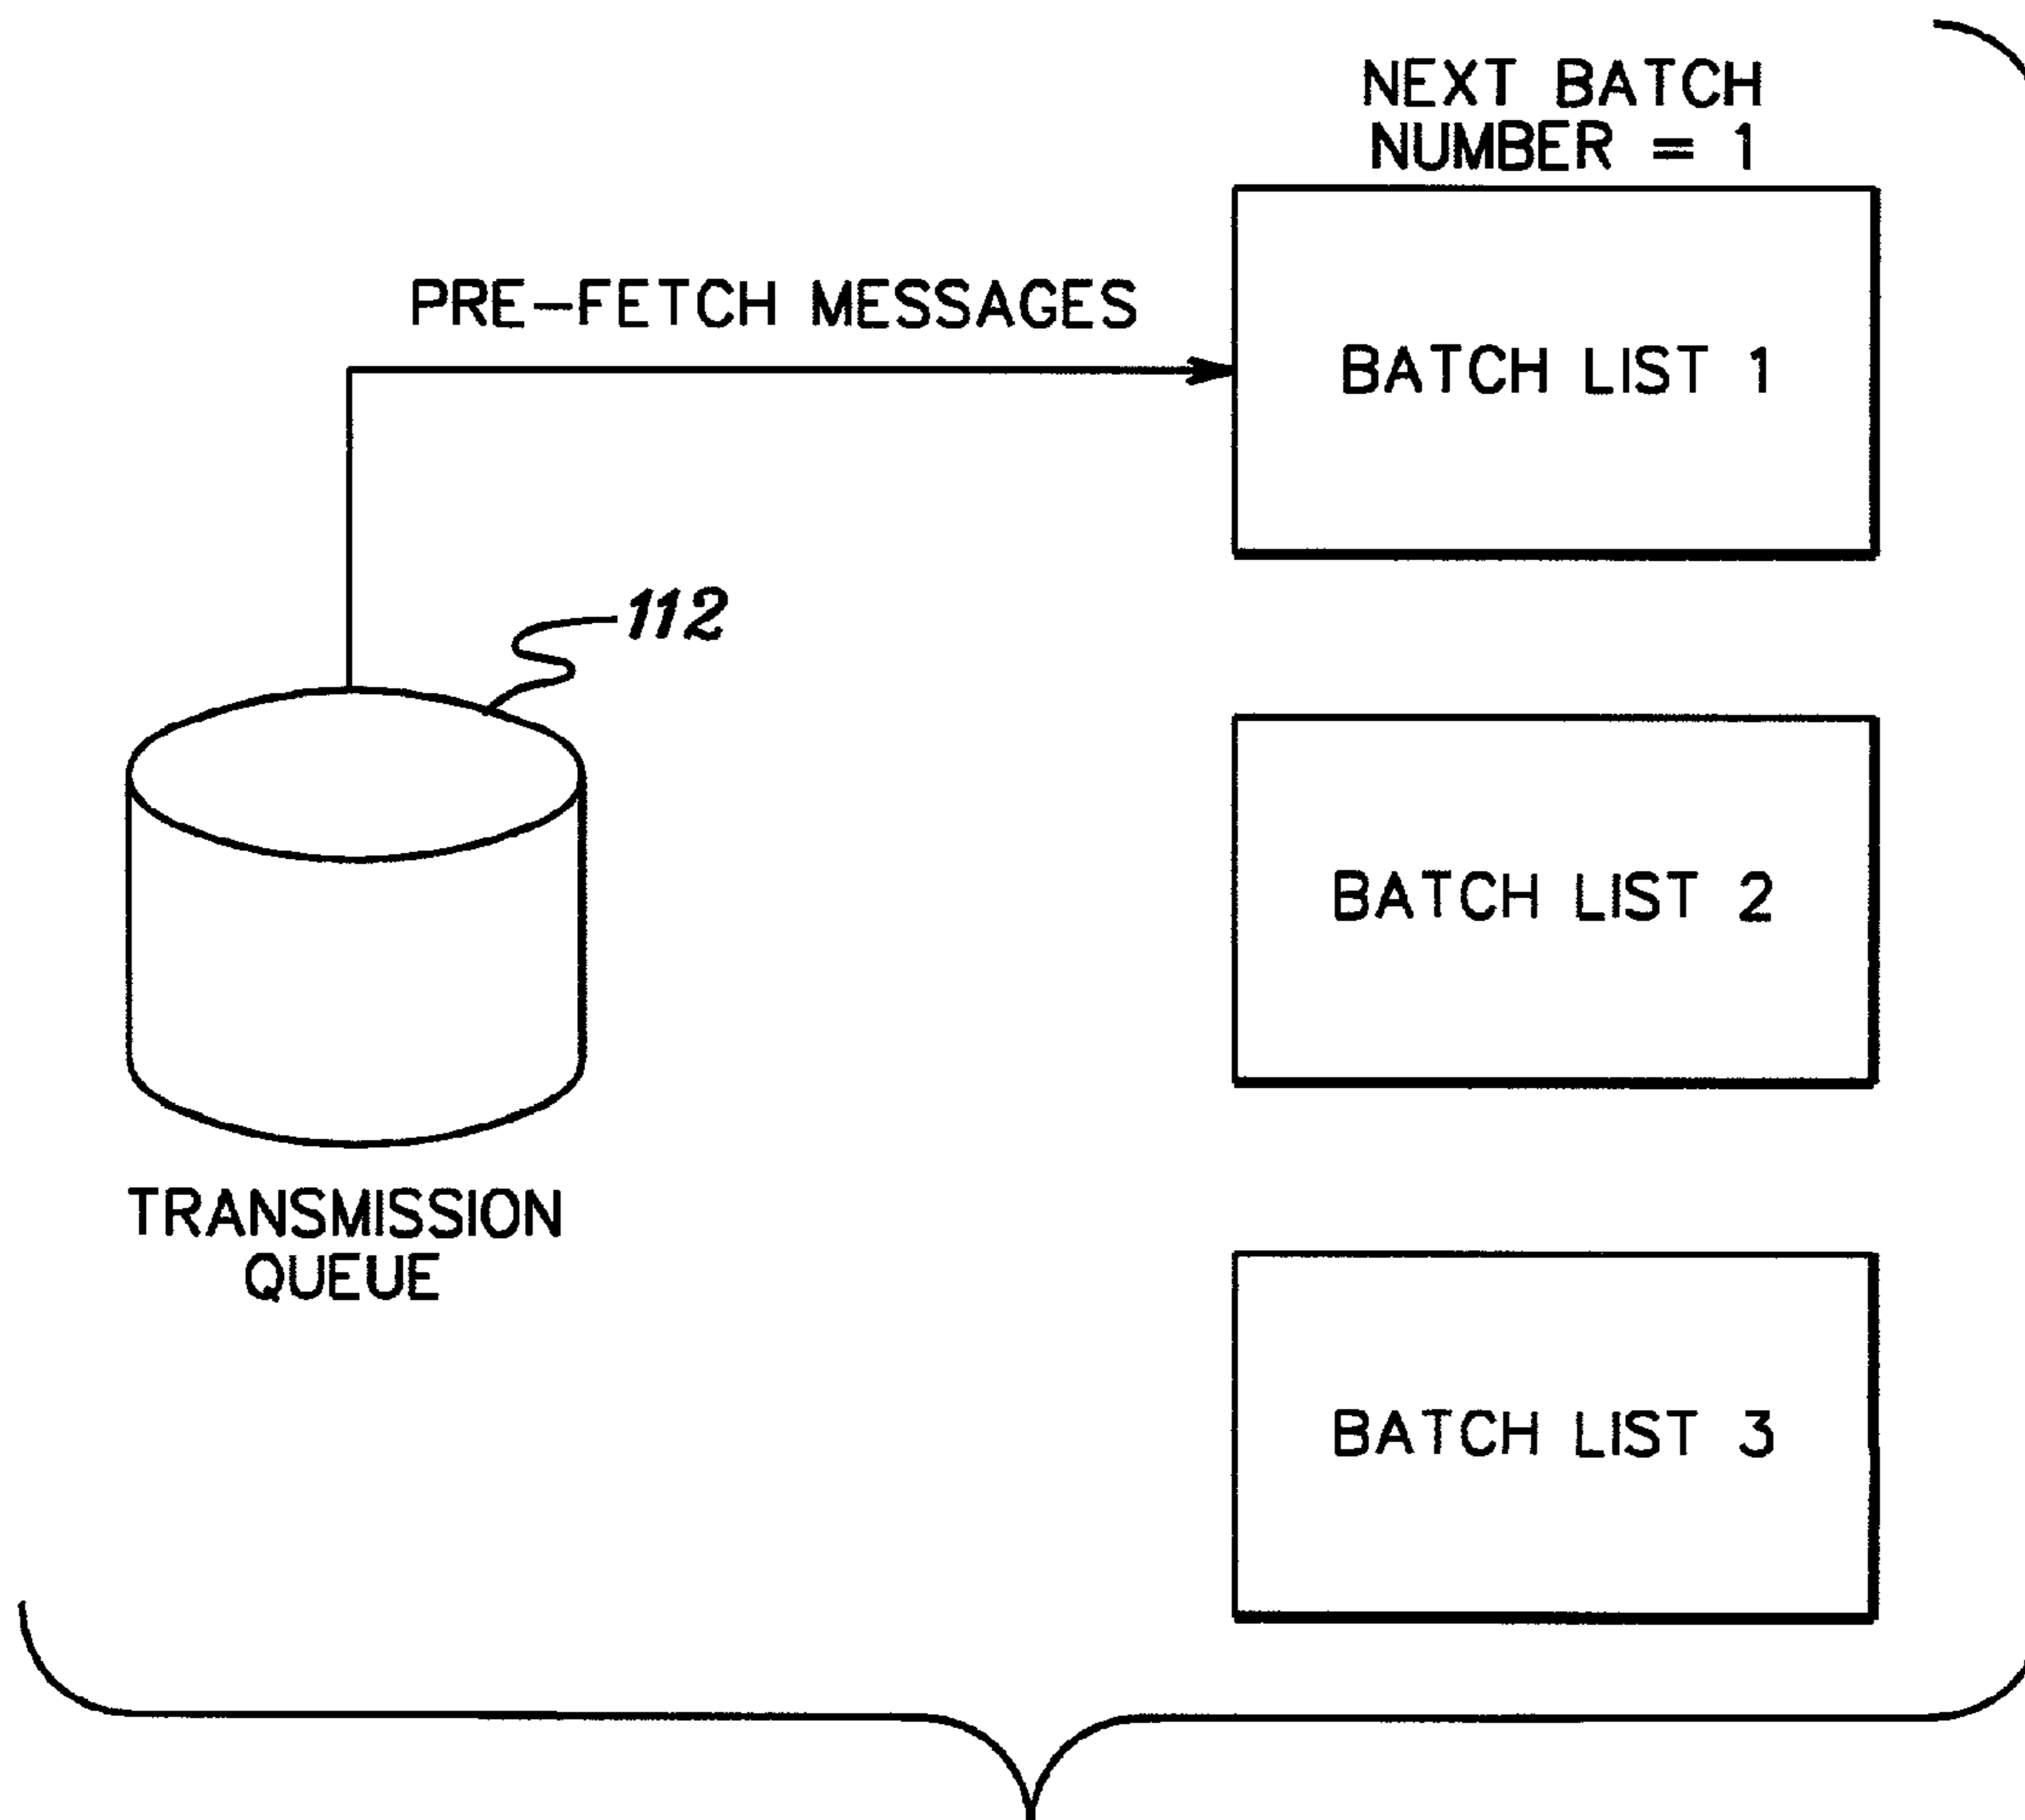 NEXT BATCH
NUMBER = 1
PRE-FETCH MESSAGES
BATCH LIST 1
112
BATCH LIST 2
TRANSMISSION
QUEUE
BATCH LIST 3